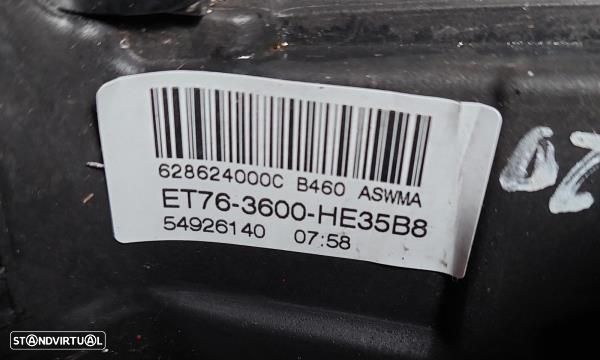 628624000C B460 ASWMA
ET76-3600-HE35B8
54926140 07:58
STANDVIRTUAL